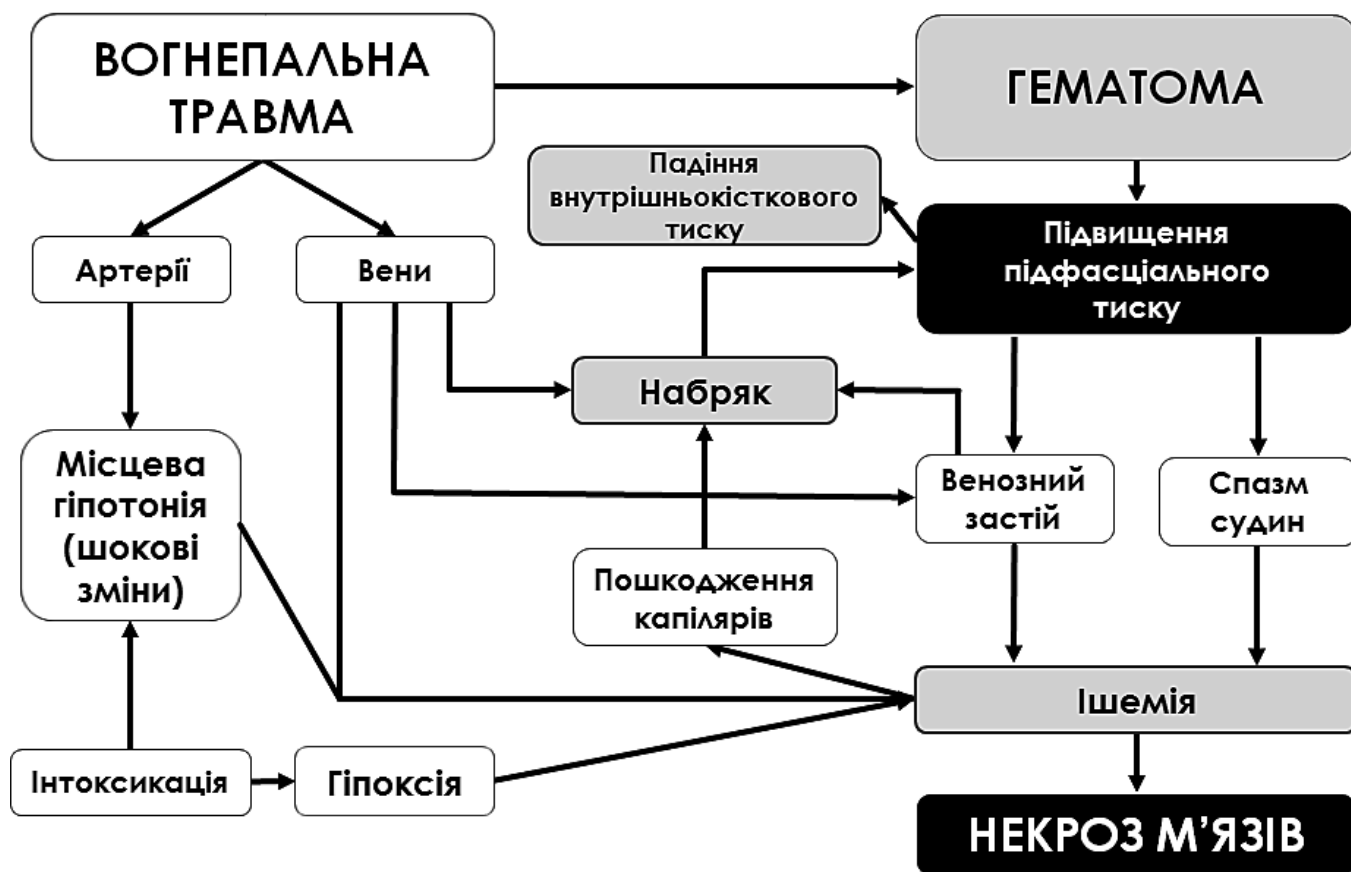 ВОГНЕПАЛЬНА
ТРАВМА
ГЕМАТОМА
Падіння
внутрішньокісткового
тиску
Підвищення
підфасціального
тиску
Артерії
Вени
Набряк
Місцева
гіпотонія
(шокові
зміни)
Венозний
застій
Спазм
судин
Пошкодження
капілярів
Ішемія
Інтоксикація
Гіпоксія
НЕКРОЗ М’ЯЗІВ